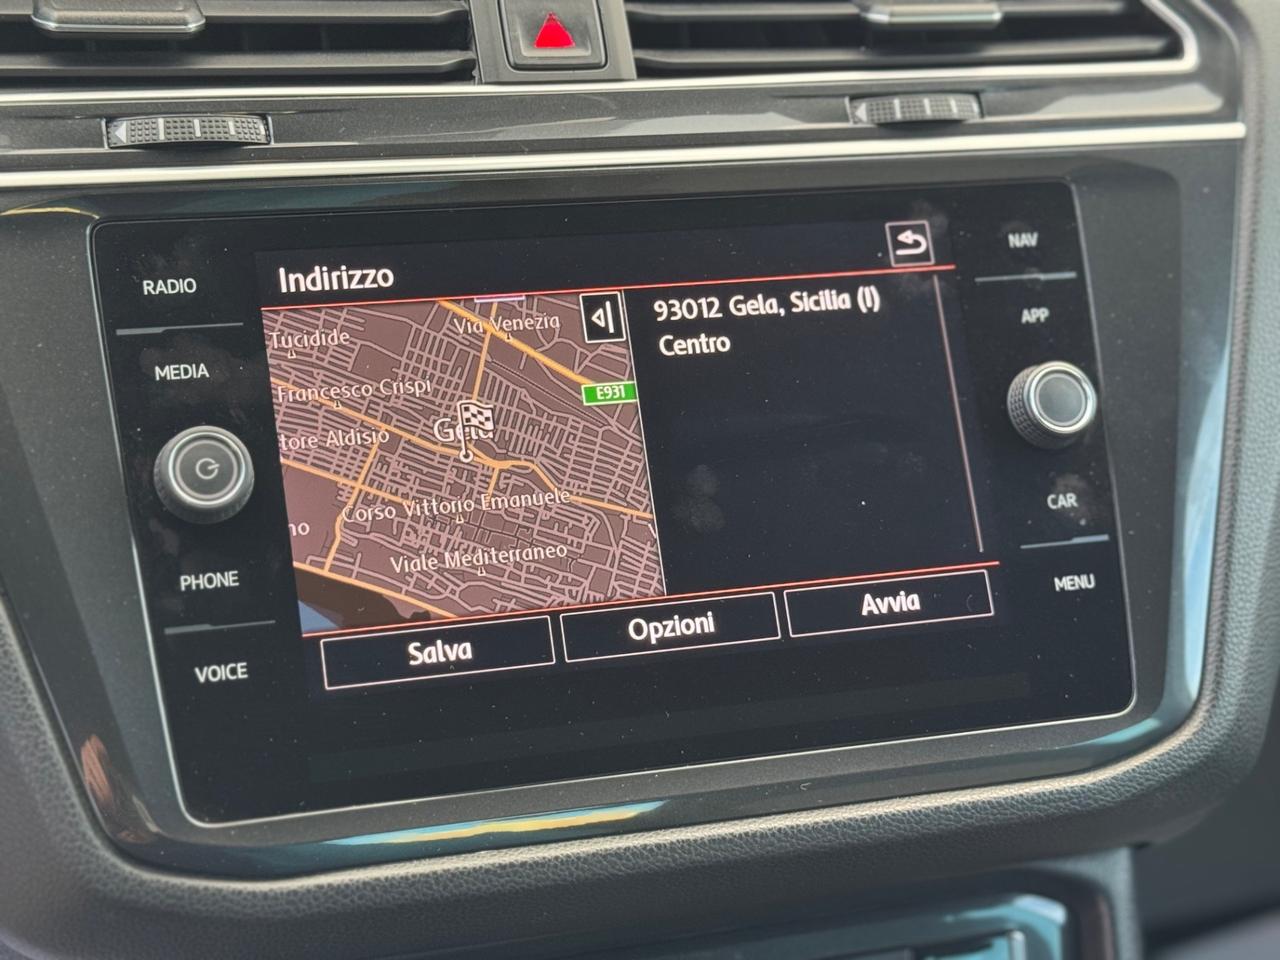 RADIO
MEDIA
PHONE
VOICE
Indirizzo
Tucidide
Via Venezia
Francesco Crispi
E931
tore Aldisio
Gela
Corso Vittorio Emanuele
no
Viale Mediterraneo
93012 Gela, Sicilia (I)
Centro
Salva
Opzioni
Avvia
NAV
APP
CAR
MENU